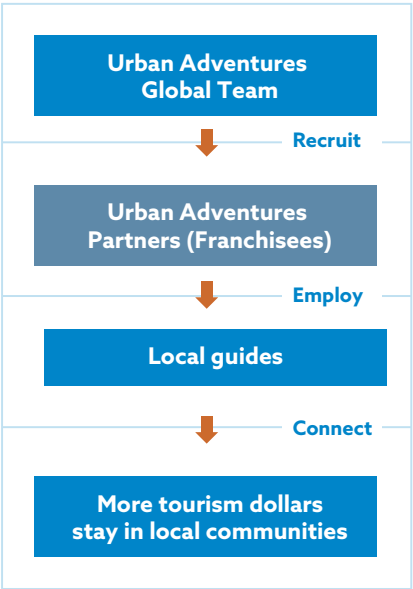 Urban Adventures
Global Team
Recruit
Urban Adventures
Partners (Franchisees)
Employ
Local guides
Connect
More tourism dollars
stay in local communities